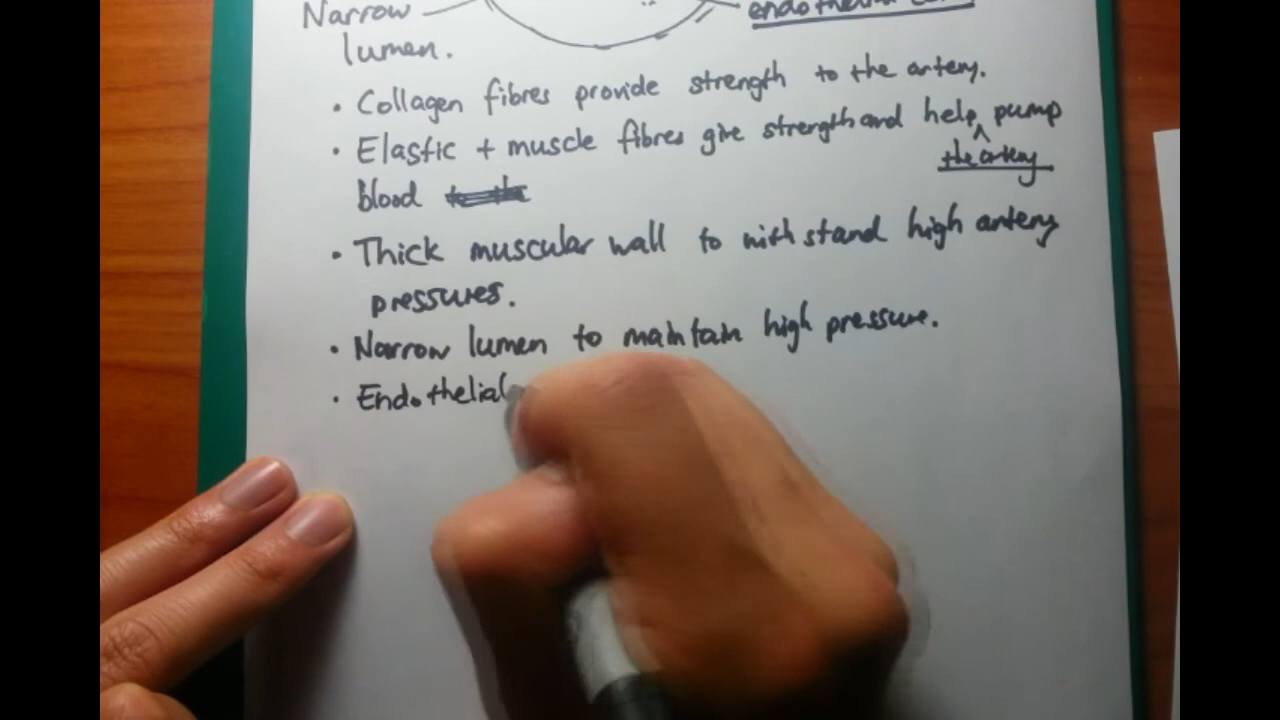 Narrow
lumen.
endothelial
• Collagen fibres provide strength to the artery.
• Elastic + muscle fibres give strength and help ^ pump
the artery
blood
• Thick muscular wall to withstand high artery
pressures.
• Narrow lumen to maintain high pressure.
• Endothelial